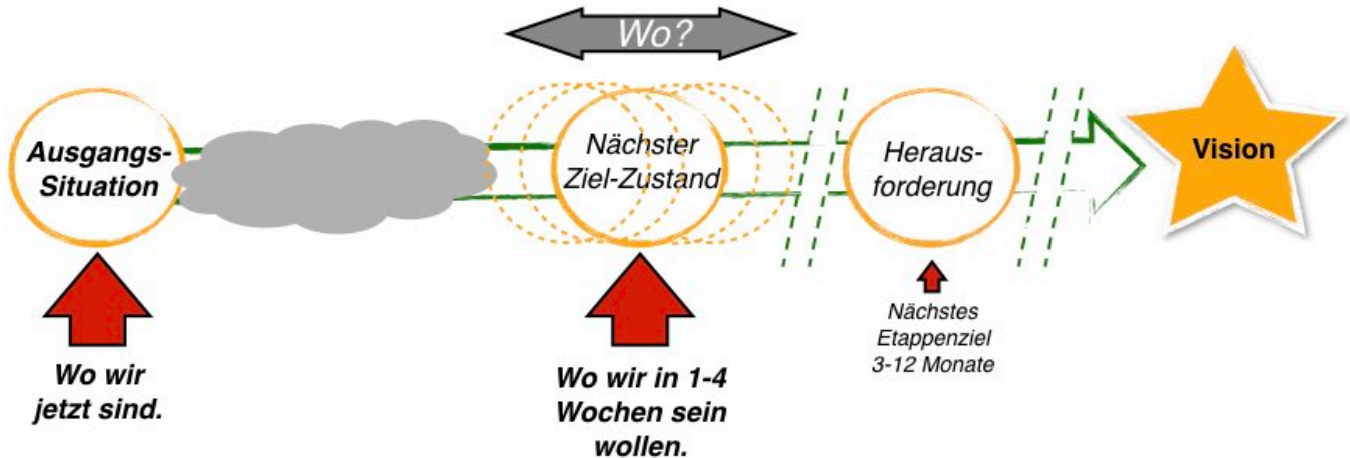 Wo?
Ausgangs-
Situation
Nächster
Ziel-Zustand
Heraus-
forderung
Vision
Wo wir
jetzt sind.
Wo wir in 1-4
Wochen sein
wollen.
Nächstes
Etappenziel
3-12 Monate